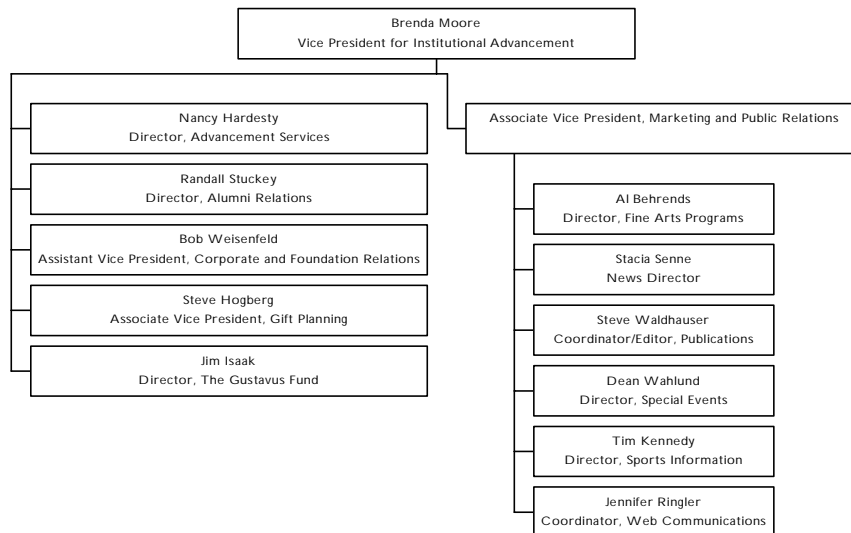 Brenda Moore
Vice President for Institutional Advancement
Nancy Hardesty
Director, Advancement Services
Randall Stuckey
Director, Alumni Relations
Bob Weisenfeld
Assistant Vice President, Corporate and Foundation Relations
Steve Hogberg
Associate Vice President, Gift Planning
Jim Isaak
Director, The Gustavus Fund
Associate Vice President, Marketing and Public Relations
Al Behrends
Director, Fine Arts Programs
Stacia Senne
News Director
Steve Waldhauser
Coordinator/Editor, Publications
Dean Wahlund
Director, Special Events
Tim Kennedy
Director, Sports Information
Jennifer Ringler
Coordinator, Web Communications